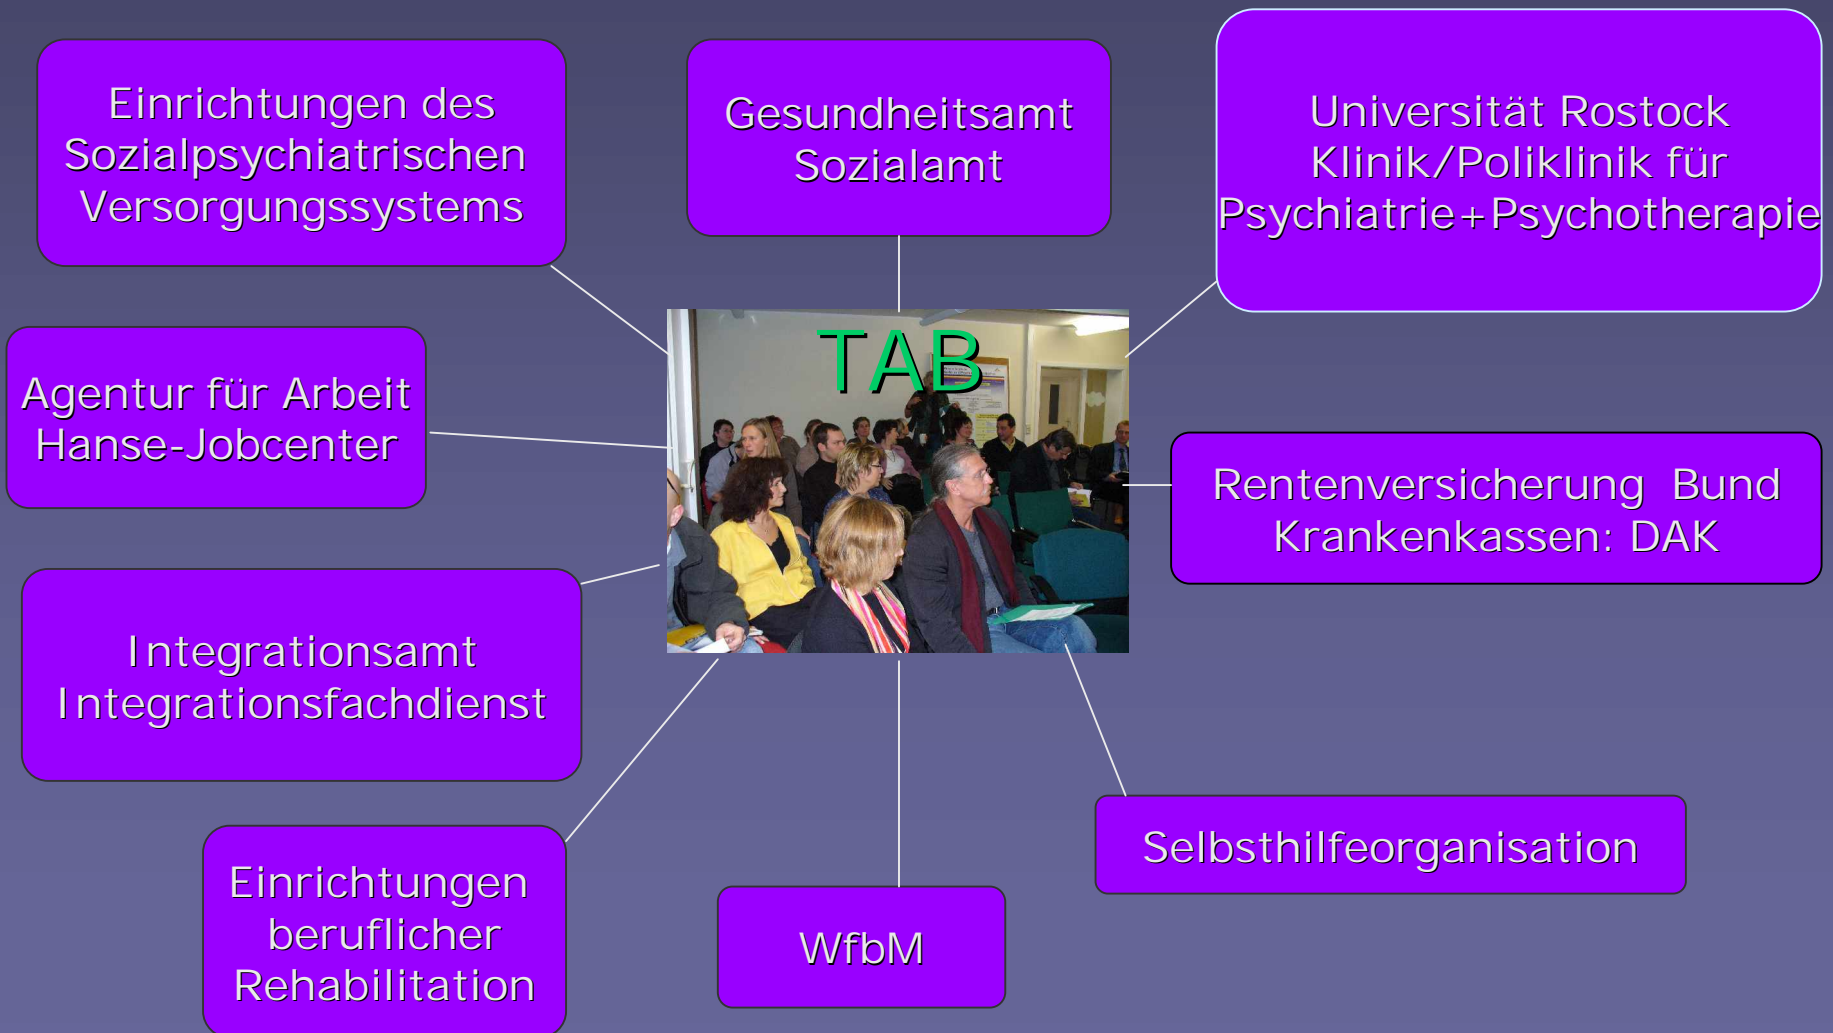 Einrichtungen des
Sozialpsychiatrischen
Versorgungssystems
Gesundheitsamt
Sozialamt
Universität Rostock
Klinik/Poliklinik für
Psychiatrie+Psychotherapie
TAB
Agentur für Arbeit
Hanse-Jobcenter
Rentenversicherung Bund
Krankenkassen: DAK
Integrationsamt
Integrationsfachdienst
Selbsthilfeorganisation
Einrichtungen
beruflicher
Rehabilitation
WfbM